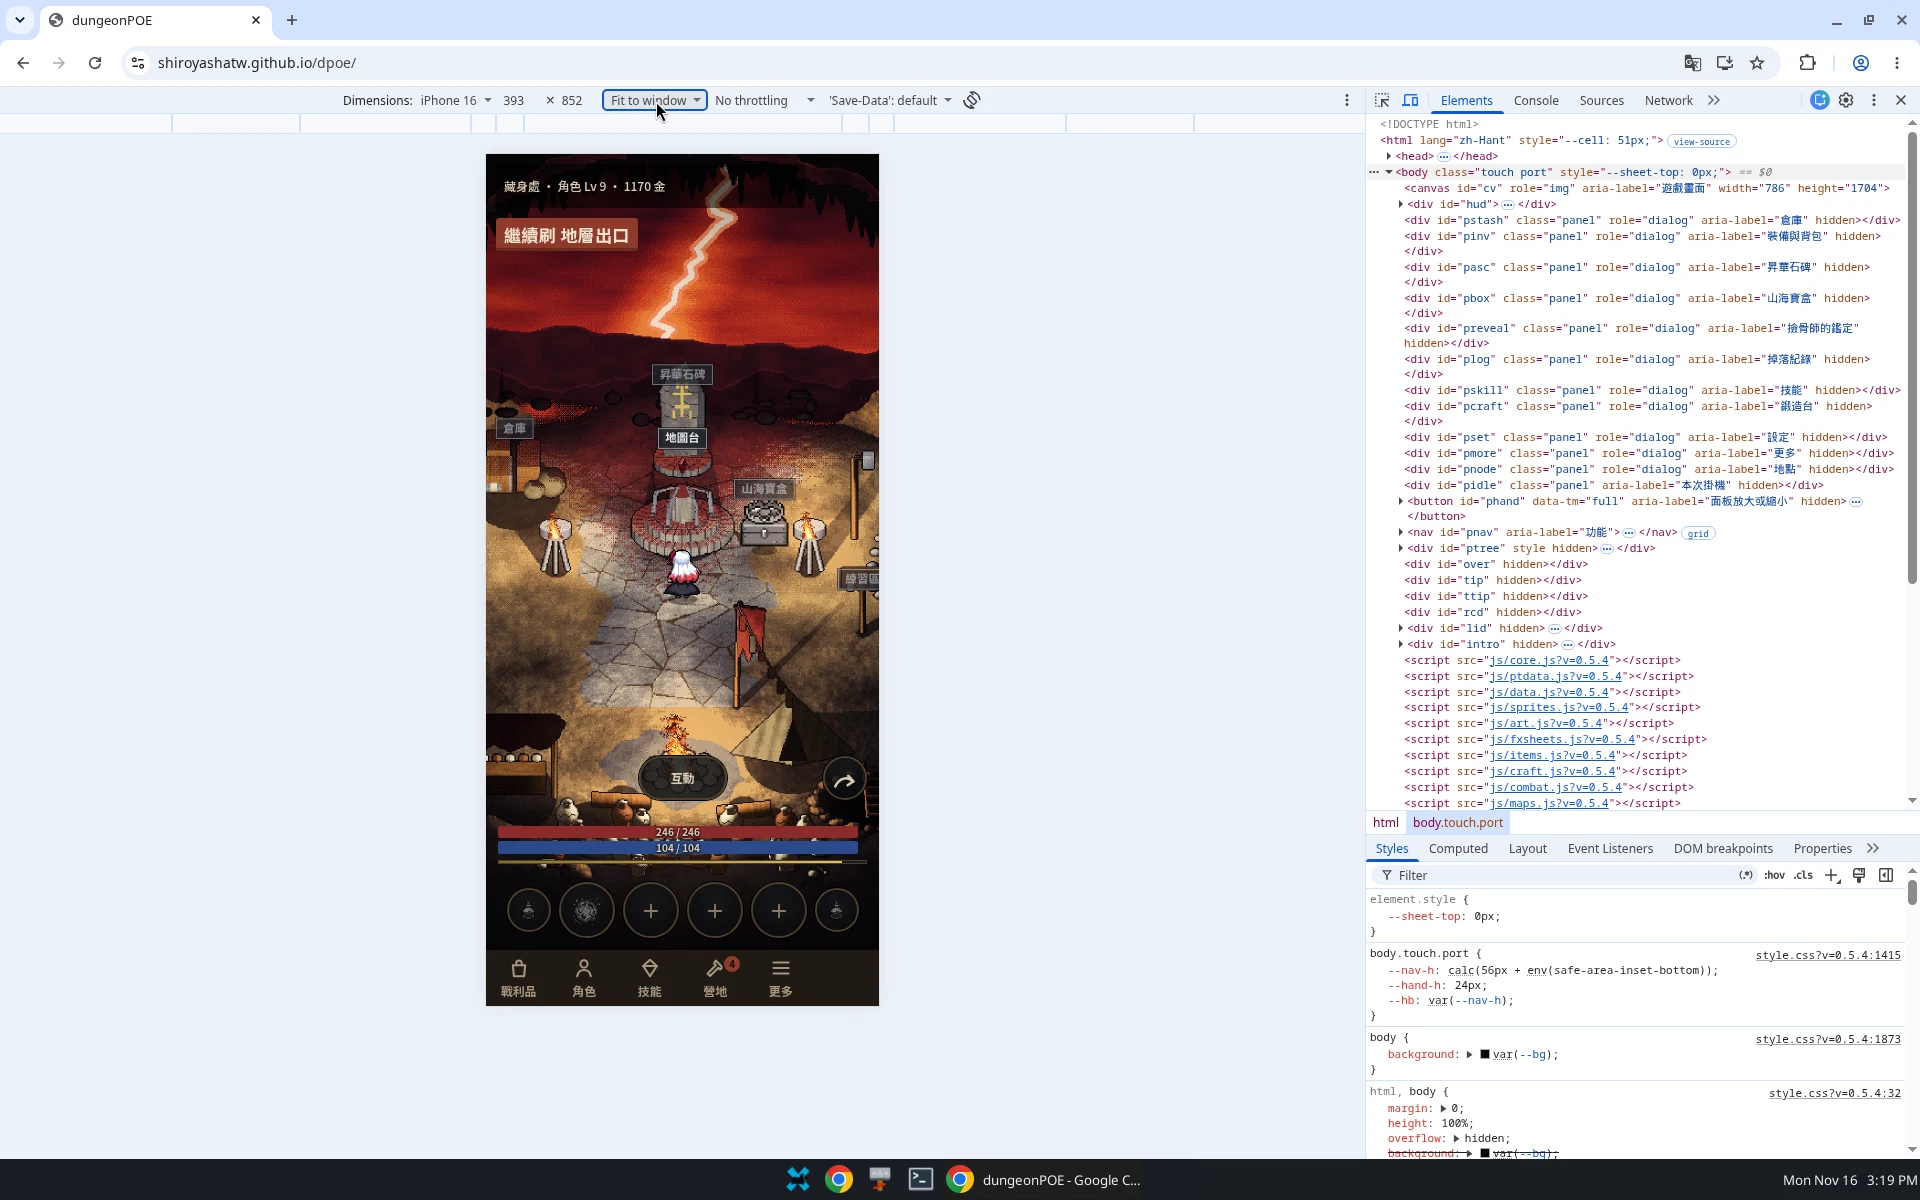 dungeonPOE
shiroyashatw.github.io/dpoe/
Dimensions: iPhone 16 393 × 852 Fit to window No throttling 'Save-Data': default
Elements Console Sources Network
藏身處 · 角色 Lv 9 · 1170 金
繼續刷 地層出口
昇華石碑
倉庫
地圖台
山海寶盒
練習區
互動
246 / 246
104 / 104
戰利品 角色 技能 營地 4 更多
<!DOCTYPE html>
<html lang="zh-Hant" style="--cell: 51px;"> view-source
<head> </head>
<body class="touch port" style="--sheet-top: 0px;"> == $0
<canvas id="cv" role="img" aria-label="遊戲畫面" width="786" height="1704">
<div id="hud"> </div>
<div id="pstash" class="panel" role="dialog" aria-label="倉庫" hidden></div>
<div id="pinv" class="panel" role="dialog" aria-label="裝備與背包" hidden>
</div>
<div id="pasc" class="panel" role="dialog" aria-label="昇華石碑" hidden>
</div>
<div id="pbox" class="panel" role="dialog" aria-label="山海寶盒" hidden>
</div>
<div id="preveal" class="panel" role="dialog" aria-label="撿骨師的鑑定"
hidden></div>
<div id="plog" class="panel" role="dialog" aria-label="掉落紀錄" hidden>
</div>
<div id="pskill" class="panel" role="dialog" aria-label="技能" hidden></div>
<div id="pcraft" class="panel" role="dialog" aria-label="鍛造台" hidden>
</div>
<div id="pset" class="panel" role="dialog" aria-label="設定" hidden></div>
<div id="pmore" class="panel" role="dialog" aria-label="更多" hidden></div>
<div id="pnode" class="panel" role="dialog" aria-label="地點" hidden></div>
<div id="pidle" class="panel" aria-label="本次掛機" hidden></div>
<button id="phand" data-tm="full" aria-label="面板放大或縮小" hidden>
</button>
<nav id="pnav" aria-label="功能"> </nav> grid
<div id="ptree" style hidden> </div>
<div id="over" hidden></div>
<div id="tip" hidden></div>
<div id="ttip" hidden></div>
<div id="rcd" hidden></div>
<div id="lid" hidden> </div>
<div id="intro" hidden> </div>
<script src="js/core.js?v=0.5.4"></script>
<script src="js/ptdata.js?v=0.5.4"></script>
<script src="js/data.js?v=0.5.4"></script>
<script src="js/sprites.js?v=0.5.4"></script>
<script src="js/art.js?v=0.5.4"></script>
<script src="js/fxsheets.js?v=0.5.4"></script>
<script src="js/items.js?v=0.5.4"></script>
<script src="js/craft.js?v=0.5.4"></script>
<script src="js/combat.js?v=0.5.4"></script>
<script src="js/maps.js?v=0.5.4"></script>
html body.touch.port
Styles Computed Layout Event Listeners DOM breakpoints Properties
Filter :hov .cls
element.style {
--sheet-top: 0px;
}
body.touch.port { style.css?v=0.5.4:1415
--nav-h: calc(56px + env(safe-area-inset-bottom));
--hand-h: 24px;
--hb: var(--nav-h);
}
body { style.css?v=0.5.4:1873
background: var(--bg);
}
html, body { style.css?v=0.5.4:32
margin: 0;
height: 100%;
overflow: hidden;
background: var(--bg);
dungeonPOE - Google C...
Mon Nov 16 3:19 PM